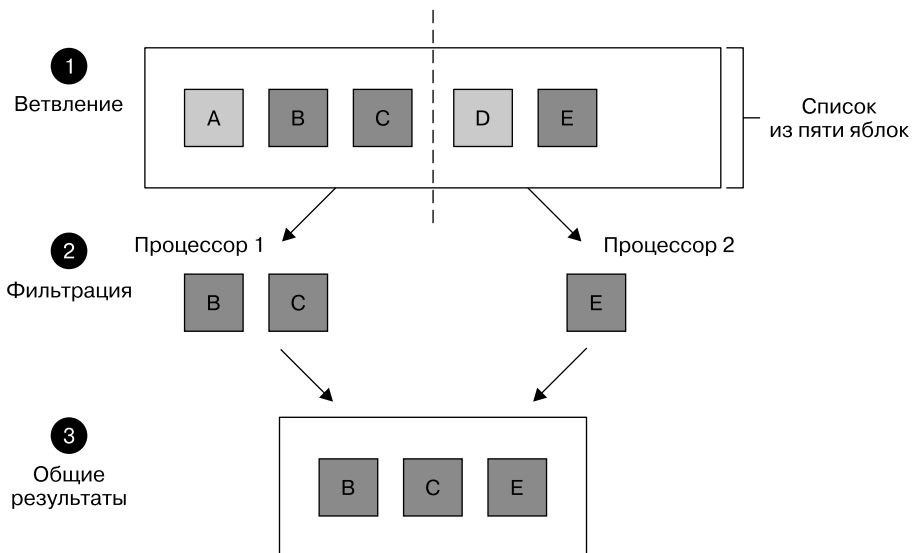 1
Ветвление
A B C D E
Список
из пяти яблок
2
Фильтрация
Процессор 1
Процессор 2
B C E
3
Общие
результаты
B C E